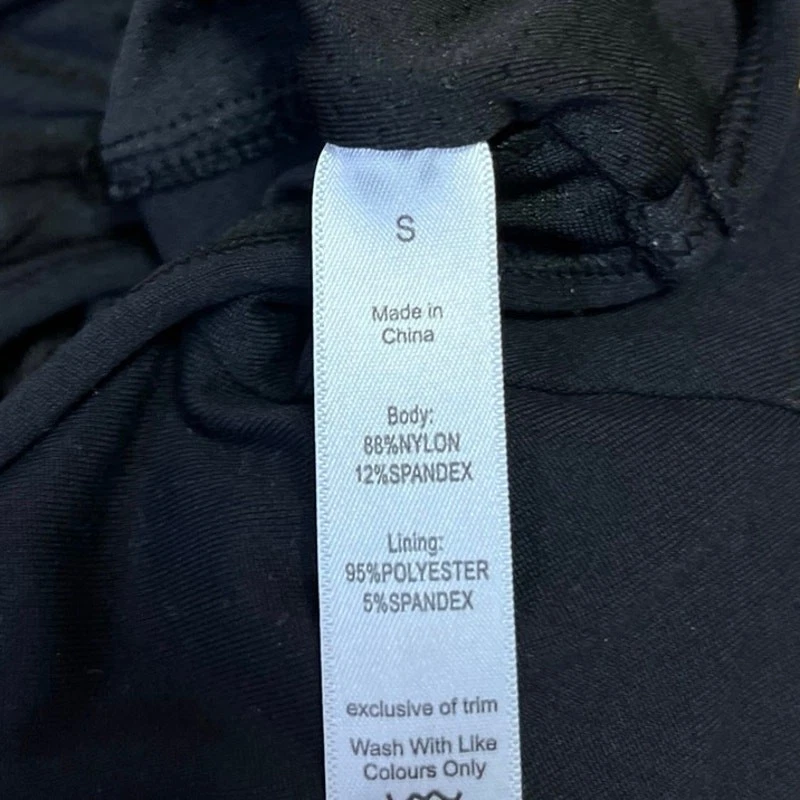 S
Made in
China
Body:
88%NYLON
12%SPANDEX
Lining:
95%POLYESTER
5%SPANDEX
exclusive of trim
Wash With Like
Colours Only